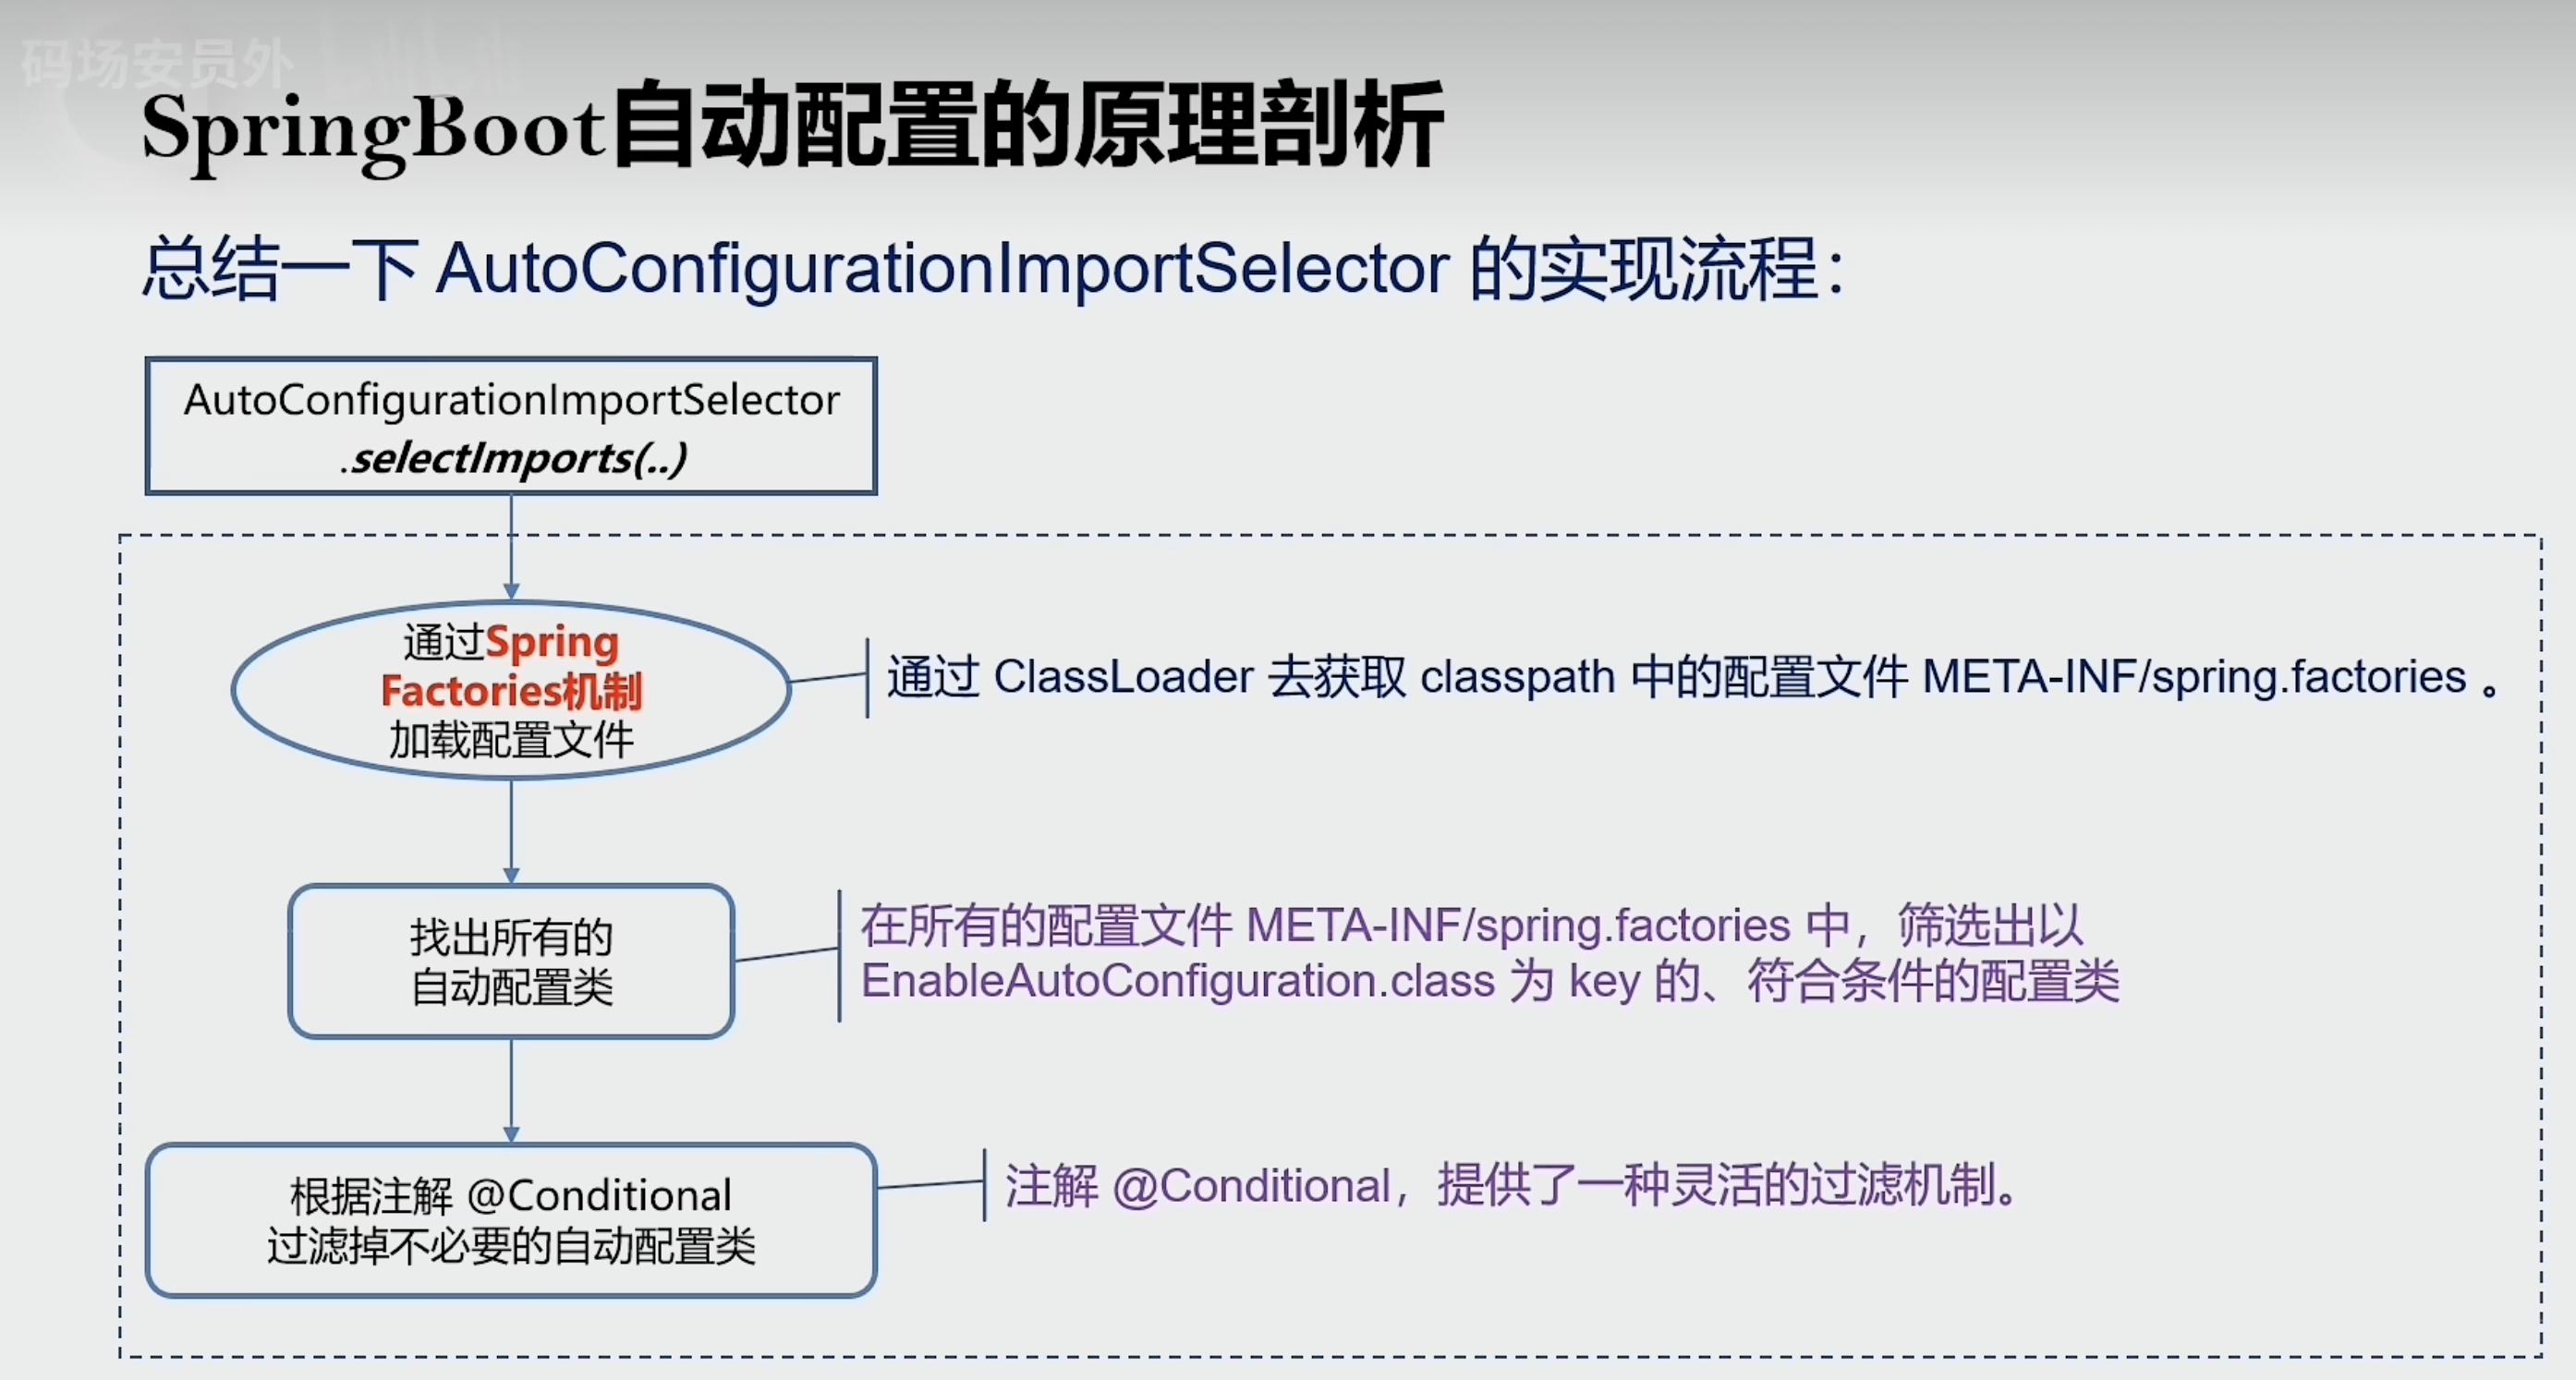 码场安员外
SpringBoot自动配置的原理剖析
总结一下 AutoConfigurationImportSelector 的实现流程：
AutoConfigurationImportSelector
.selectImports(..)
通过Spring
Factories机制
加载配置文件
通过 ClassLoader 去获取 classpath 中的配置文件 META-INF/spring.factories 。
找出所有的
自动配置类
在所有的配置文件 META-INF/spring.factories 中，筛选出以
EnableAutoConfiguration.class 为 key 的、符合条件的配置类
根据注解 @Conditional
过滤掉不必要的自动配置类
注解 @Conditional，提供了一种灵活的过滤机制。